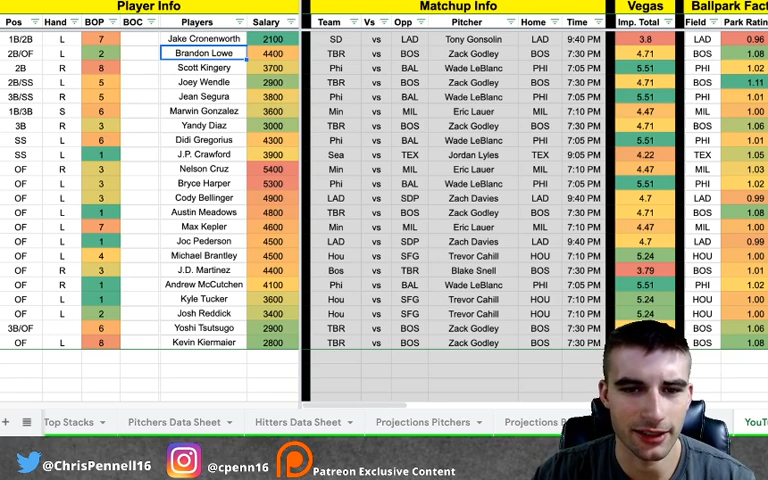 Player Info Matchup Info Vegas Ballpark Fact
Pos Hand BOP BOC Players Salary Team Vs Opp Pitcher Home Time Imp. Total Field Park Rating
1B/2B L 7 Jake Cronenworth 2100 SD vs LAD Tony Gonsolin LAD 9:40 PM 3.8 LAD 0.96
2B/OF L 2 Brandon Lowe 4400 TBR vs BOS Zack Godley BOS 7:30 PM 4.71 BOS 1.08
2B R 8 Scott Kingery 3700 Phi vs BAL Wade LeBlanc PHI 7:05 PM 5.51 PHI 1.01
2B/SS L 5 Joey Wendle 2900 TBR vs BOS Zack Godley BOS 7:30 PM 4.71 BOS 1.11
3B/SS R 5 Jean Segura 3800 Phi vs BAL Wade LeBlanc PHI 7:05 PM 5.51 PHI 1.01
1B/3B S 6 Marwin Gonzalez 3600 Min vs MIL Eric Lauer MIL 7:10 PM 4.47 MIL 1.00
3B R 3 Yandy Diaz 3000 TBR vs BOS Zack Godley BOS 7:30 PM 4.71 BOS 1.06
SS L 6 Didi Gregorius 4300 Phi vs BAL Wade LeBlanc PHI 7:05 PM 5.51 PHI 1.02
SS L 1 J.P. Crawford 3900 Sea vs TEX Jordan Lyles TEX 9:05 PM 4.22 TEX 1.05
OF R 3 Nelson Cruz 5400 Min vs MIL Eric Lauer MIL 7:10 PM 4.47 MIL 1.03
OF L 3 Bryce Harper 5300 Phi vs BAL Wade LeBlanc PHI 7:05 PM 5.51 PHI 1.02
OF L 3 Cody Bellinger 4900 LAD vs SDP Zach Davies LAD 9:40 PM 4.7 LAD 0.99
OF L 1 Austin Meadows 4800 TBR vs BOS Zack Godley BOS 7:30 PM 4.71 BOS 1.08
OF L 7 Max Kepler 4600 Min vs MIL Eric Lauer MIL 7:10 PM 4.47 MIL 1.00
OF L 1 Joc Pederson 4500 LAD vs SDP Zach Davies LAD 9:40 PM 4.7 LAD 0.99
OF L 4 Michael Brantley 4500 Hou vs SFG Trevor Cahill HOU 7:10 PM 5.24 HOU 1.00
OF R 3 J.D. Martinez 4400 Bos vs TBR Blake Snell BOS 7:30 PM 3.79 BOS 1.01
OF R 1 Andrew McCutchen 4100 Phi vs BAL Wade LeBlanc PHI 7:05 PM 5.51 PHI 1.02
OF L 1 Kyle Tucker 3600 Hou vs SFG Trevor Cahill HOU 7:10 PM 5.24 HOU 1.00
OF L 2 Josh Reddick 3400 Hou vs SFG Trevor Cahill HOU 7:10 PM 5.24 HOU 1.00
3B/OF 6 Yoshi Tsutsugo 2900 TBR vs BOS Zack Godley BOS 7:30 PM BOS 1.06
OF L 8 Kevin Kiermaier 2800 TBR vs BOS Zack Godley BOS 7:30 PM BOS 1.08
Top Stacks Pitchers Data Sheet Hitters Data Sheet Projections Pitchers Projections YouTu
@ChrisPennell16 @cpenn16 Patreon Exclusive Content